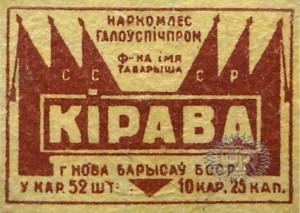 НАРКОМЛЕС
ГАЛОУСПІЧПРОМ
Ф-КА ІМЯ
ТАВАРЫША
С С С Р
КІРАВА
Г НОВА БАРЫСАЎ БССР
У КАР. 52 ШТ: 10 КАР. 25 КАП.